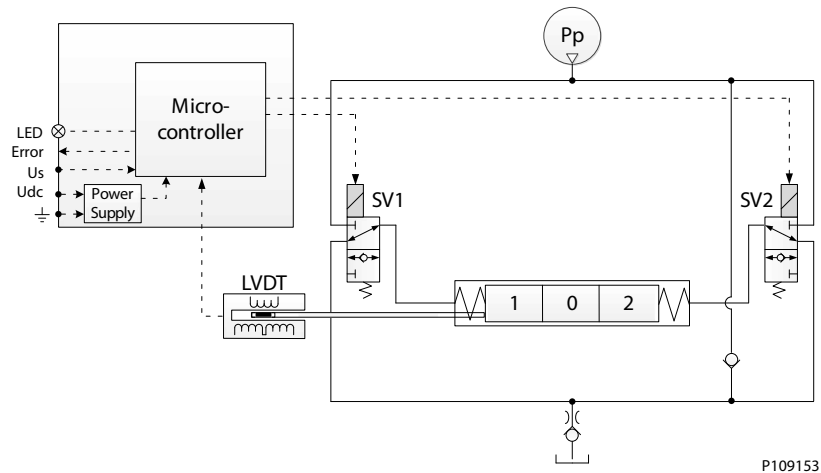 Pp
Micro-
controller
LED
Error
Us
Udc
Power
Supply
SV1
SV2
LVDT
1 0 2
P109153